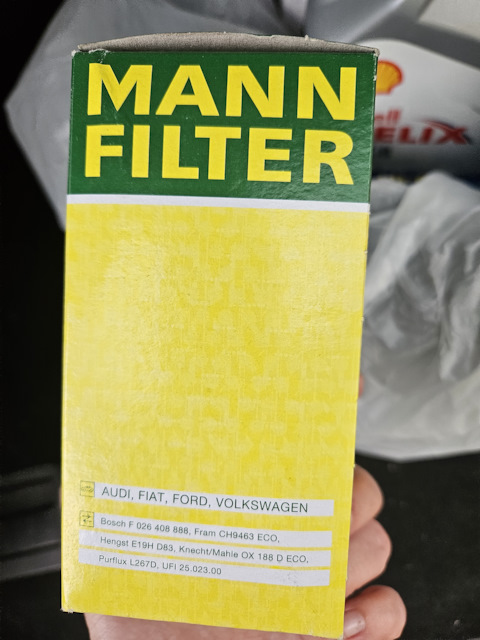 MANN
FILTER
AUDI, FIAT, FORD, VOLKSWAGEN
Bosch F 026 408 888, Fram CH9463 ECO,
Hengst E19H D83, Knecht/Mahle OX 188 D ECO,
Purflux L267D, UFI 25.023.00
ELIX